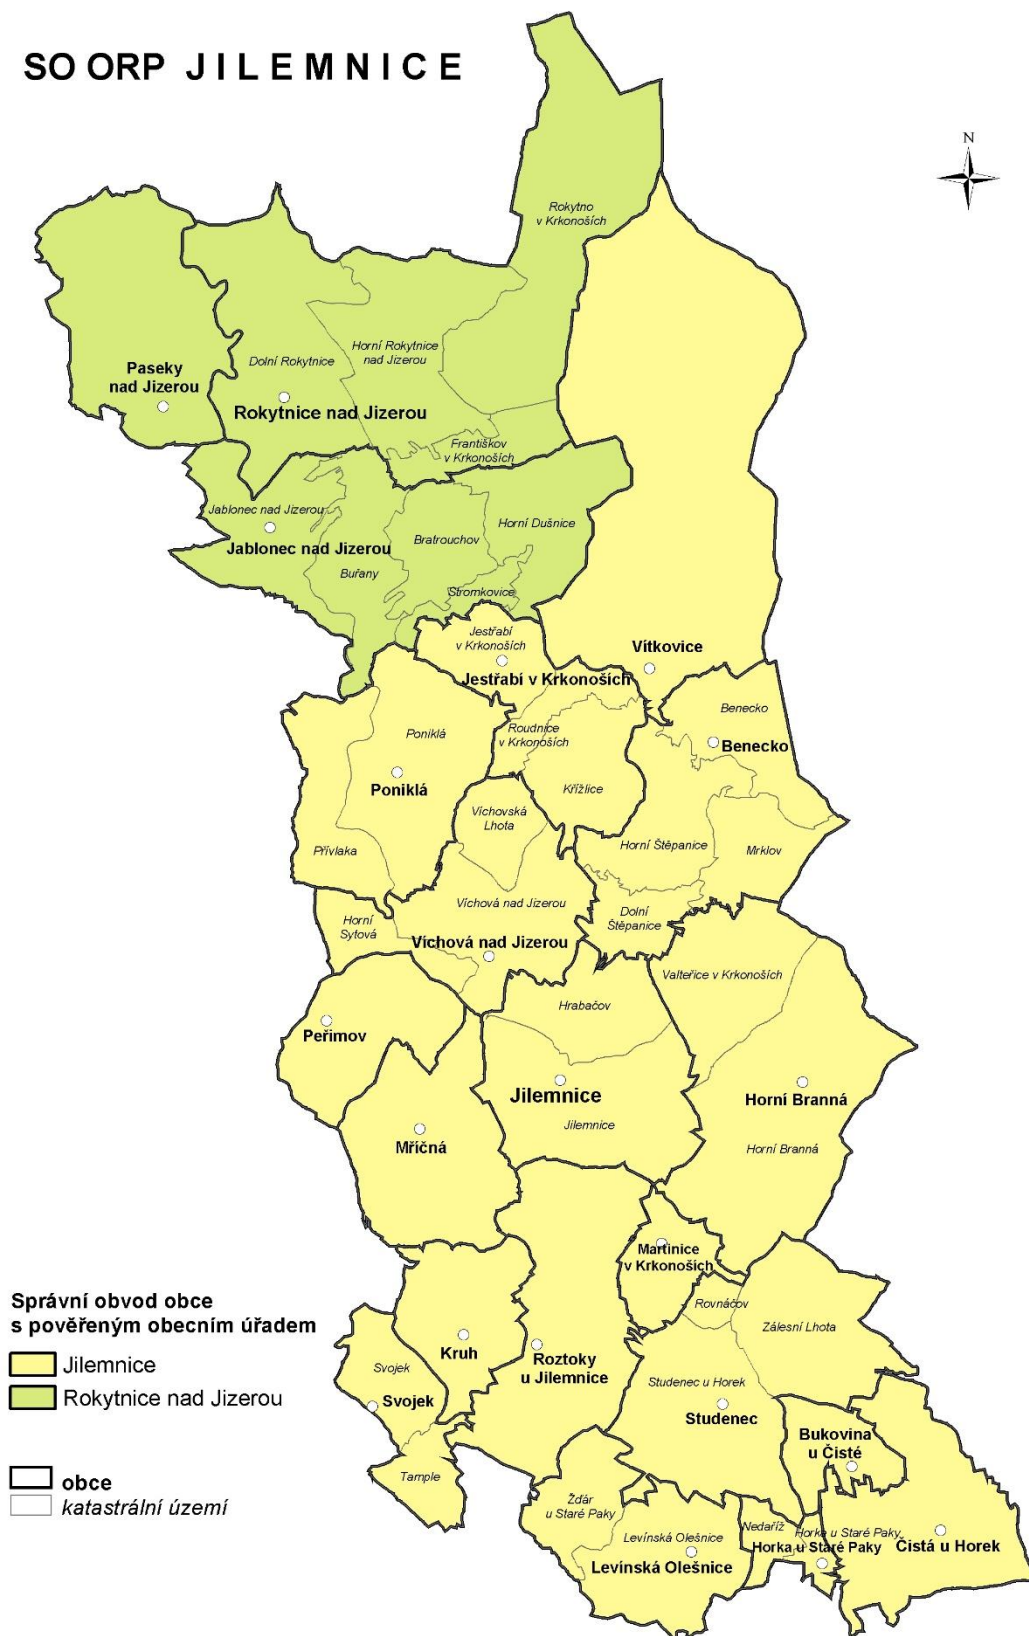 SO ORP JILEMNICE
N
Rokytno
v Krkonoších
Horní Rokytnice
nad Jizerou
Dolní Rokytnice
Paseky
nad Jizerou
Rokytnice nad Jizerou
Františkov
v Krkonoších
Jablonec nad Jizerou
Horní Dušnice
Bratrouchov
Jablonec nad Jizerou
Buřany
Stromkovice
Jestřabí
v Krkonoších
Vítkovice
Jestřabí v Krkonoších
Benecko
Roudnice
v Krkonoších
Poniklá
Benecko
Poniklá
Křížlice
Víchovská
Lhota
Přívlaka
Horní Štěpanice
Mrklov
Víchová nad Jizerou
Horní
Sytová
Dolní
Štěpanice
Víchová nad Jizerou
Valteřice v Krkonoších
Hrabačov
Peřimov
Jilemnice
Horní Branná
Jilemnice
Mříčná
Horní Branná
Martinice
v Krkonoších
Rovnáčov
Zálesní Lhota
Správní obvod obce
s pověřeným obecním úřadem
Jilemnice
Rokytnice nad Jizerou
obce
katastrální území
Kruh
Roztoky
u Jilemnice
Svojek
Svojek
Studenec u Horek
Studenec
Bukovina
u Čisté
Tample
Žďár
u Staré Paky
Levínská Olešnice
Levínská Olešnice
Nedaříž
Horka u Staré Paky
Horka u Staré Paky
Čistá u Horek